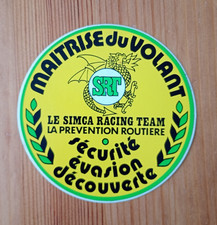 MAITRISE du VOLANT
SRT
LE SIMCA RACING TEAM
LA PREVENTION ROUTIERE
sécurité
évasion
découverte